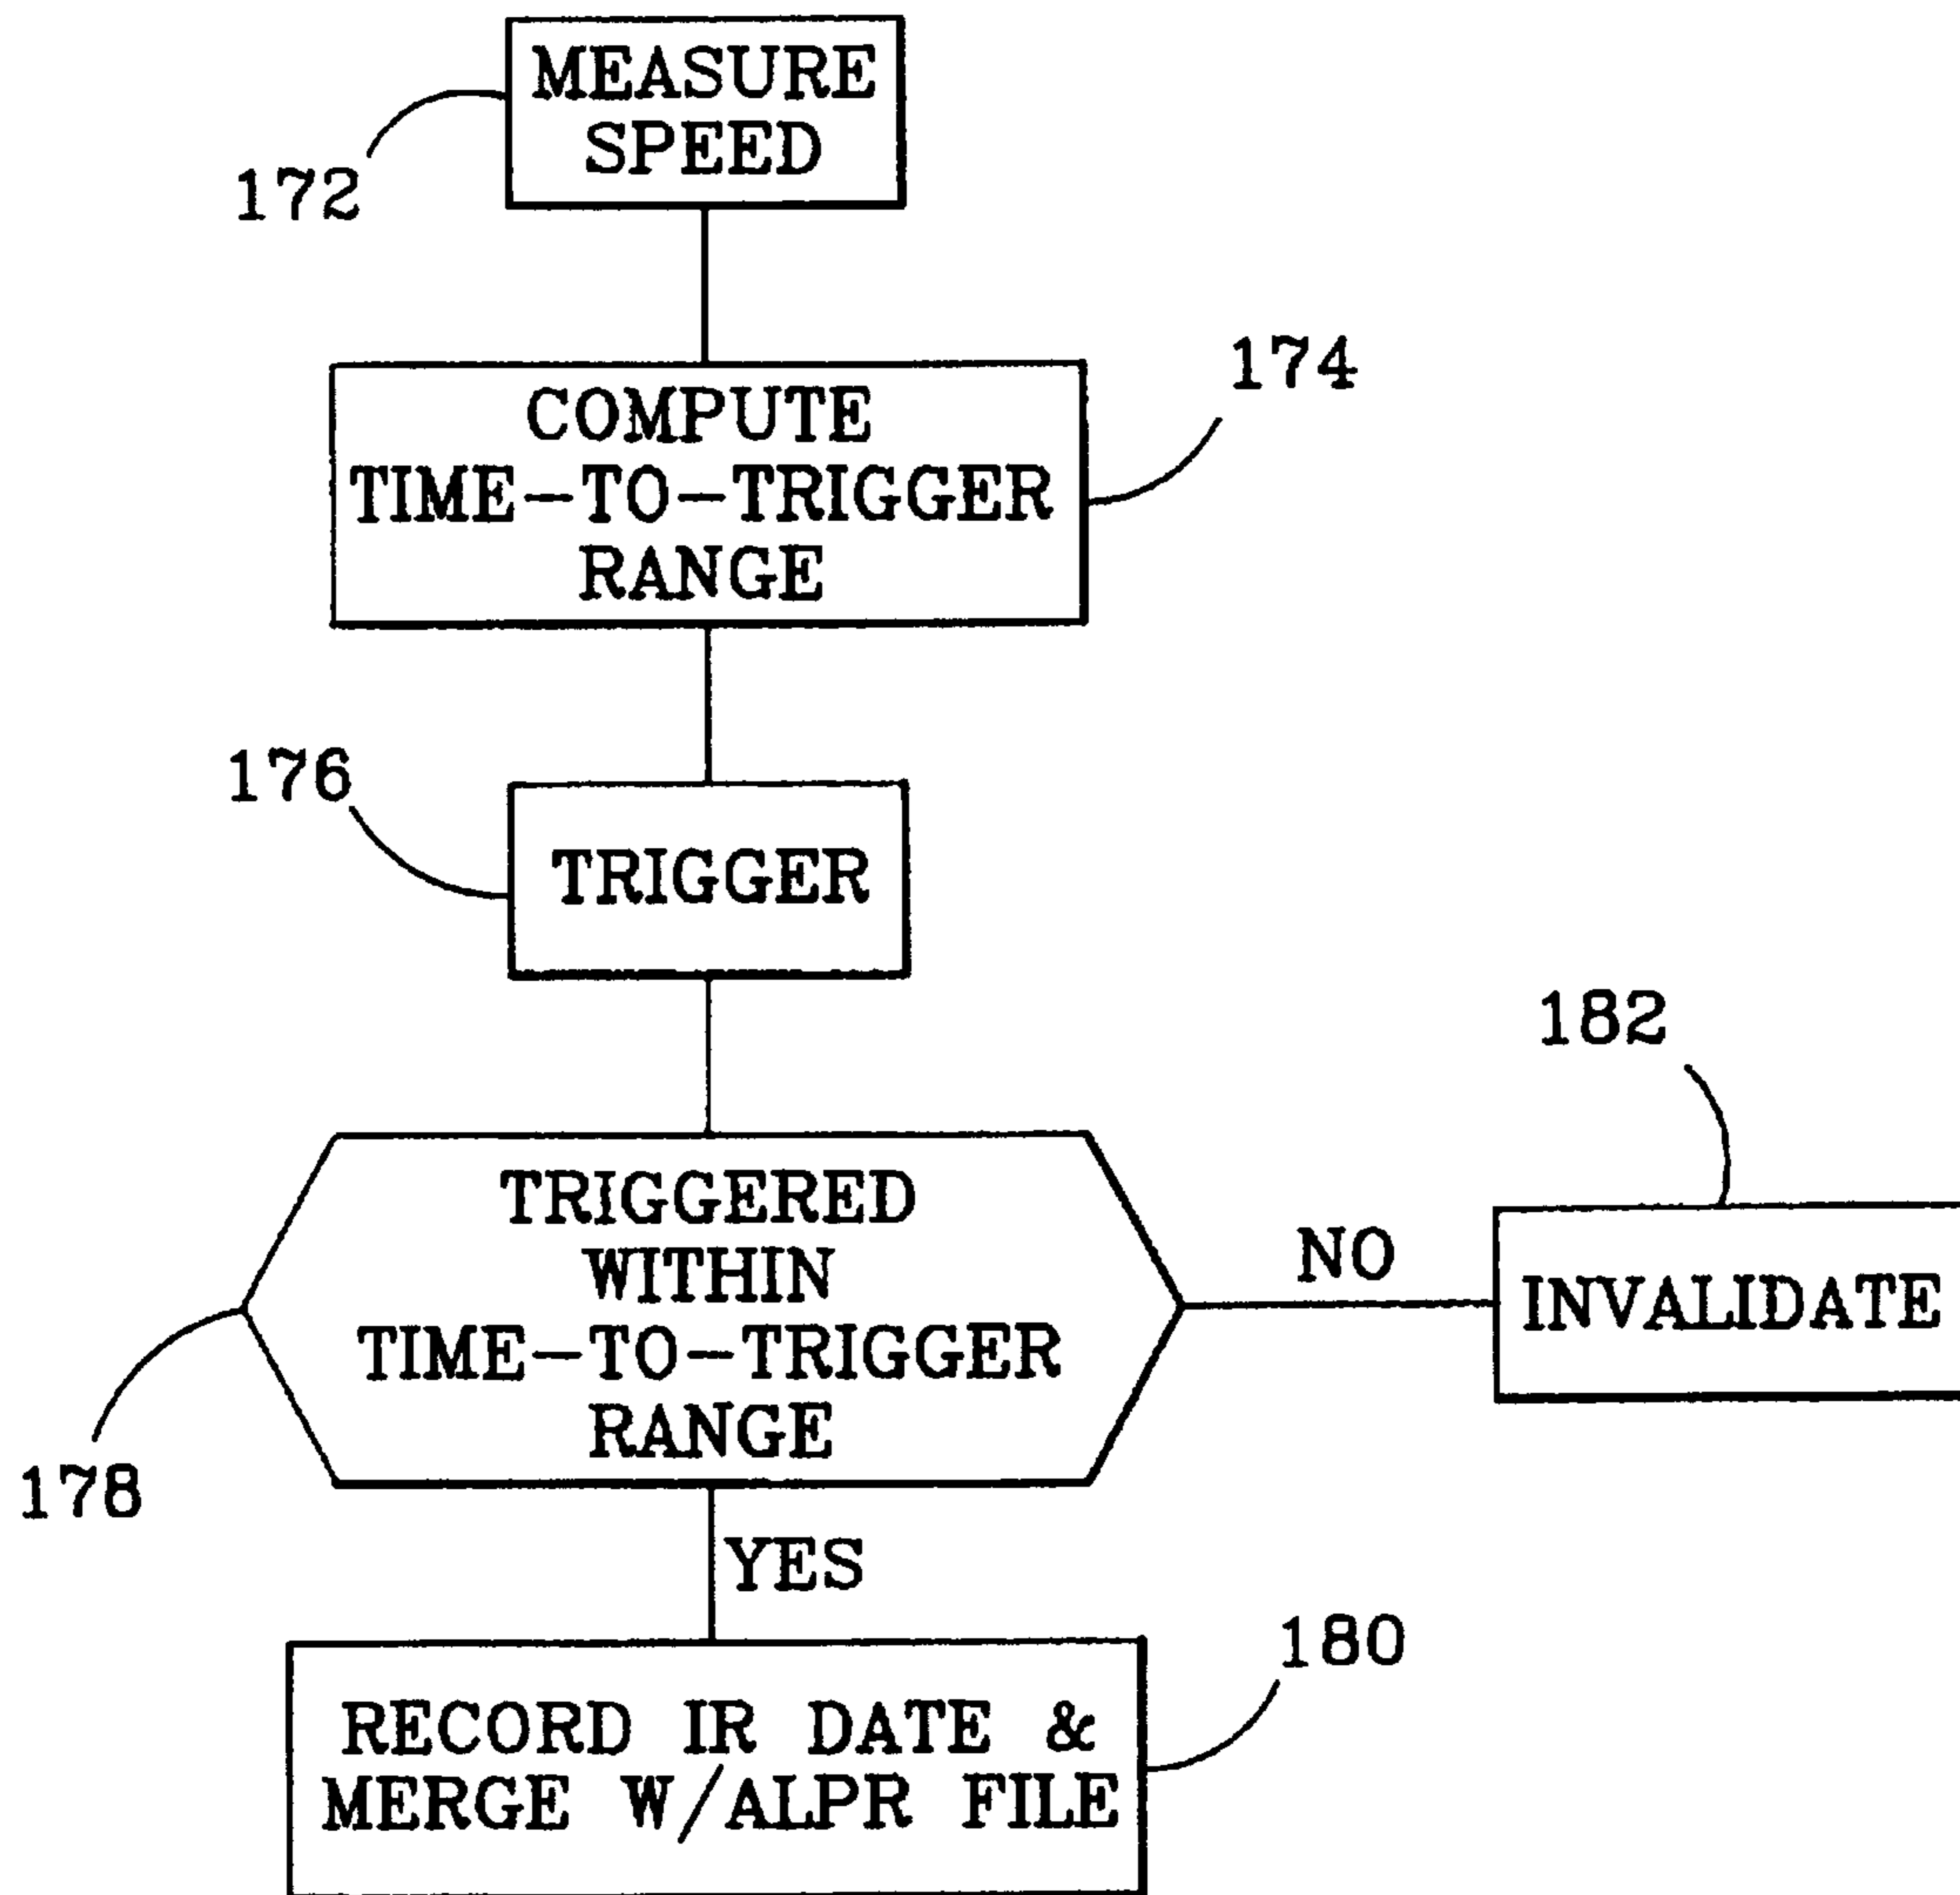 MEASURE
SPEED
172
174
COMPUTE
TIME-TO-TRIGGER
RANGE
176
TRIGGER
182
TRIGGERED
WITHIN
TIME-TO-TRIGGER
RANGE
NO
INVALIDATE
178
YES
180
RECORD IR DATE &
MERGE W/ALPR FILE